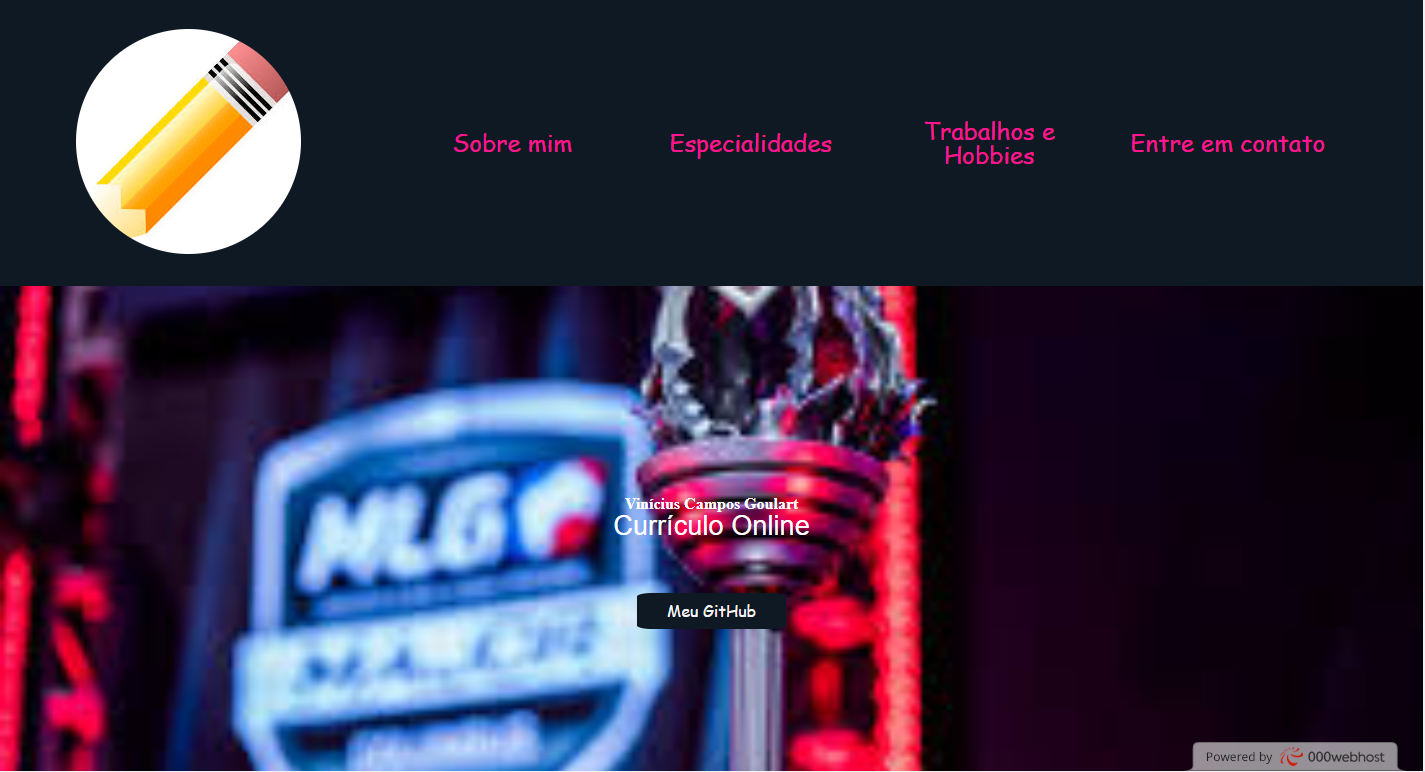 Sobre mim
Especialidades
Trabalhos e
Hobbies
Entre em contato
MLG
Vinícius Campos Goulart
Currículo Online
Meu GitHub
Powered by 000webhost